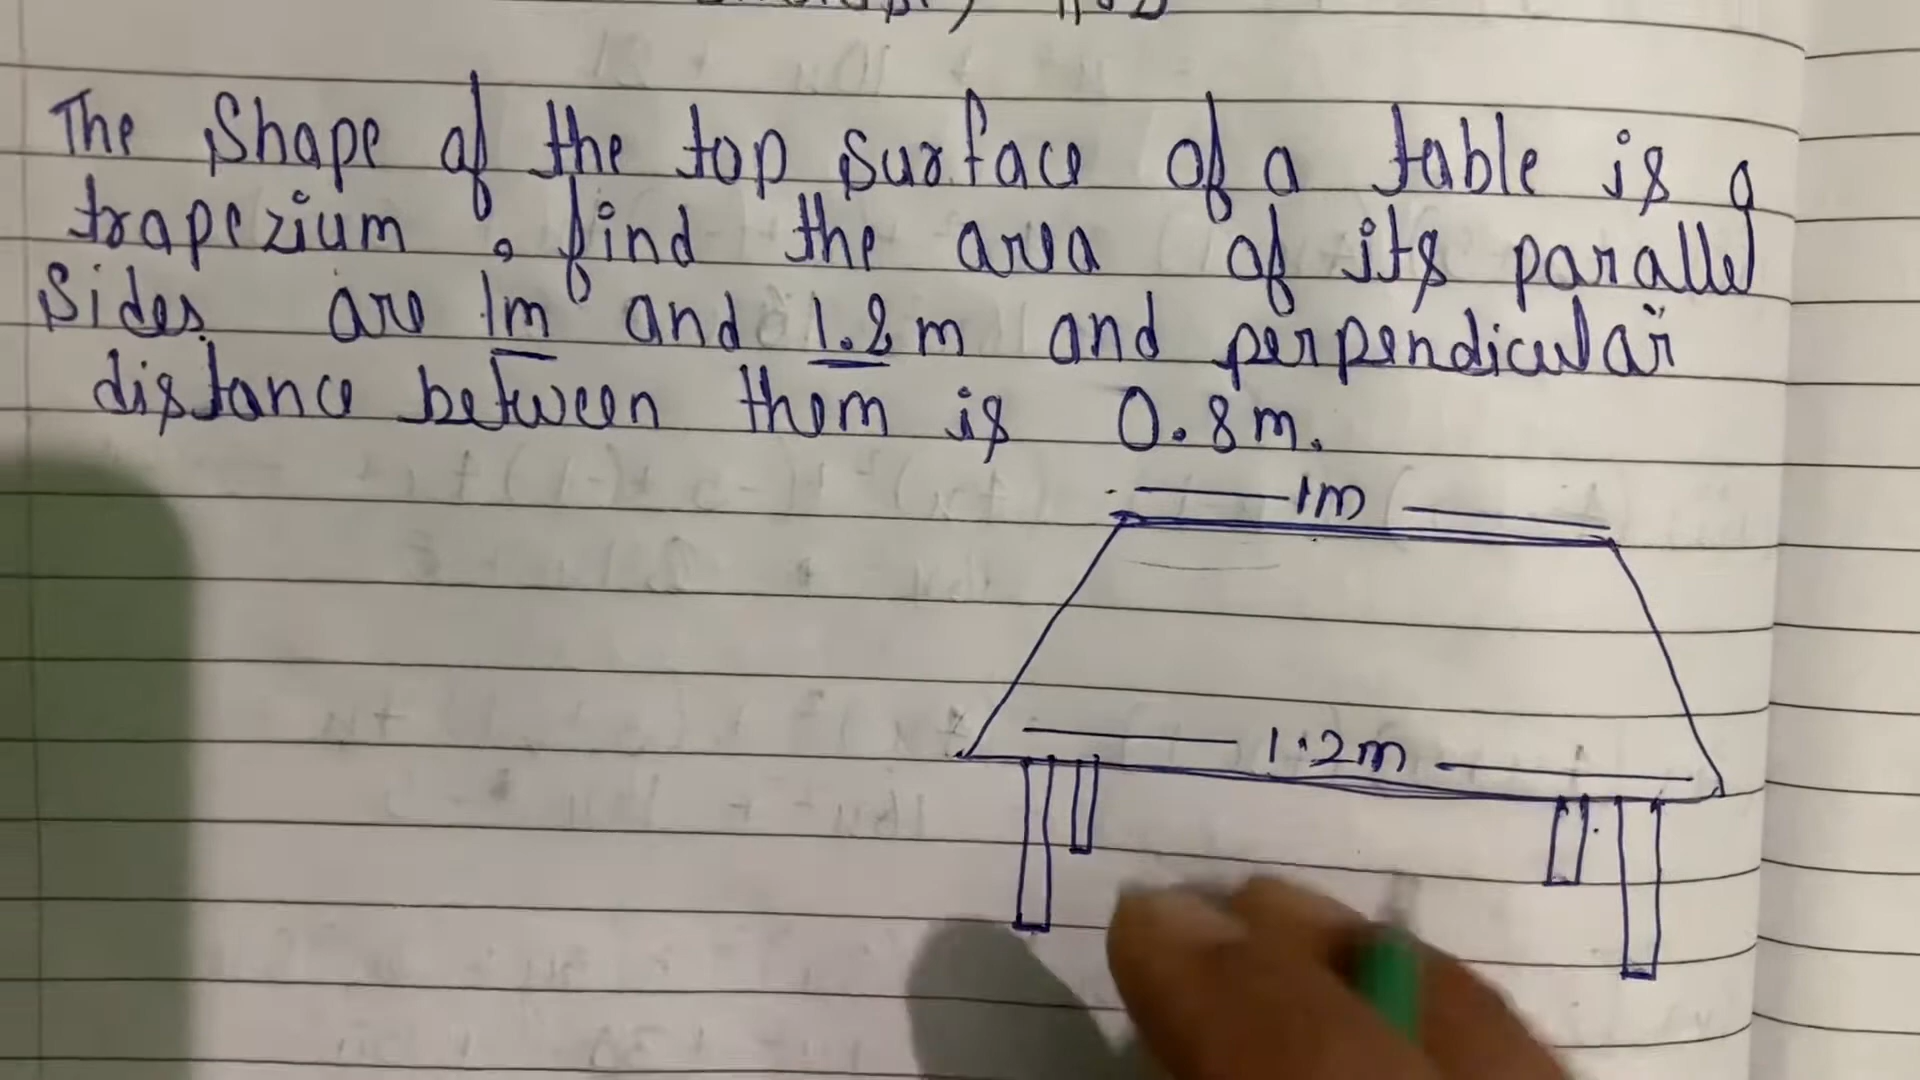 The Shape of the top surface of a table is a
trapezium. find the area of its parallel
Sides are 1m and 1.2m and perpendicular
distance between them is 0.8m.
1m
1.2m